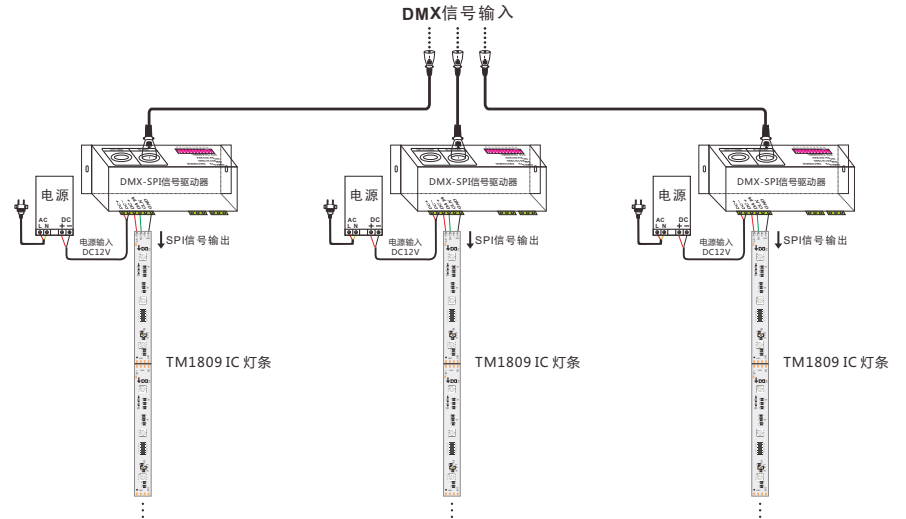 DMX信号输入
DMX-SPI信号驱动器
DMX-SPI信号驱动器
DMX-SPI信号驱动器
电源
电源
电源
AC DC
L N + −
AC DC
L N + −
AC DC
L N + −
电源输入
DC12V
电源输入
DC12V
电源输入
DC12V
SPI信号输出
SPI信号输出
SPI信号输出
TM1809 IC 灯条
TM1809 IC 灯条
TM1809 IC 灯条